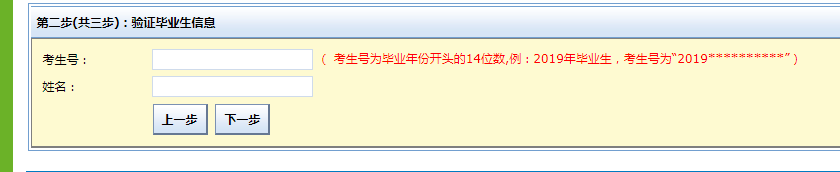 第二步(共三步)：验证毕业生信息
考生号： （ 考生号为毕业年份开头的14位数,例：2019年毕业生，考生号为“2019**********”）
姓名：
上一步 下一步